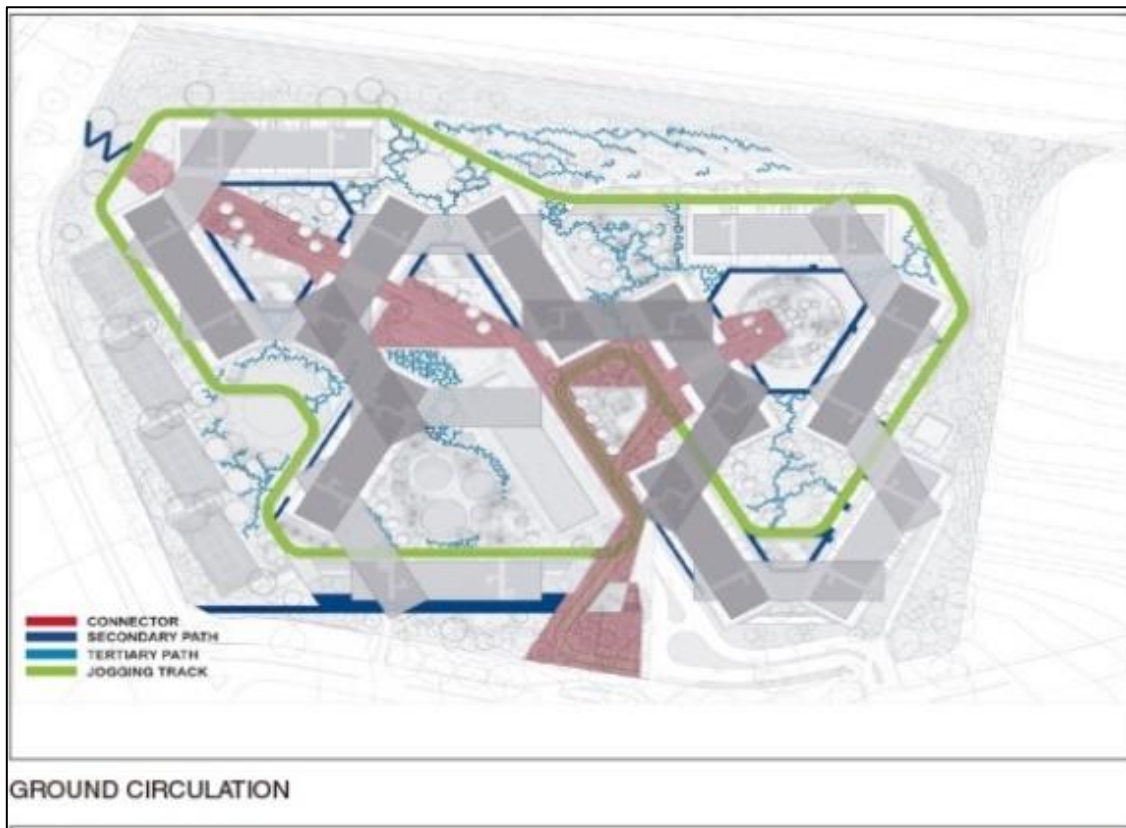 CONNECTOR
SECONDARY PATH
TERTIARY PATH
JOGGING TRACK
GROUND CIRCULATION